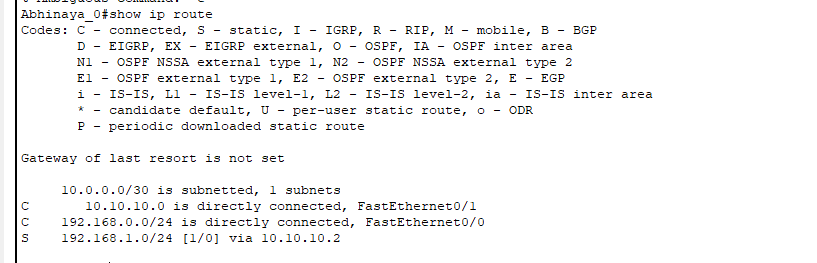 Abhinaya_0#show ip route
Codes: C - connected, S - static, I - IGRP, R - RIP, M - mobile, B - BGP
D - EIGRP, EX - EIGRP external, O - OSPF, IA - OSPF inter area
N1 - OSPF NSSA external type 1, N2 - OSPF NSSA external type 2
E1 - OSPF external type 1, E2 - OSPF external type 2, E - EGP
i - IS-IS, L1 - IS-IS level-1, L2 - IS-IS level-2, ia - IS-IS inter area
* - candidate default, U - per-user static route, o - ODR
P - periodic downloaded static route
Gateway of last resort is not set
10.0.0.0/30 is subnetted, 1 subnets
C 10.10.10.0 is directly connected, FastEthernet0/1
C 192.168.0.0/24 is directly connected, FastEthernet0/0
S 192.168.1.0/24 [1/0] via 10.10.10.2